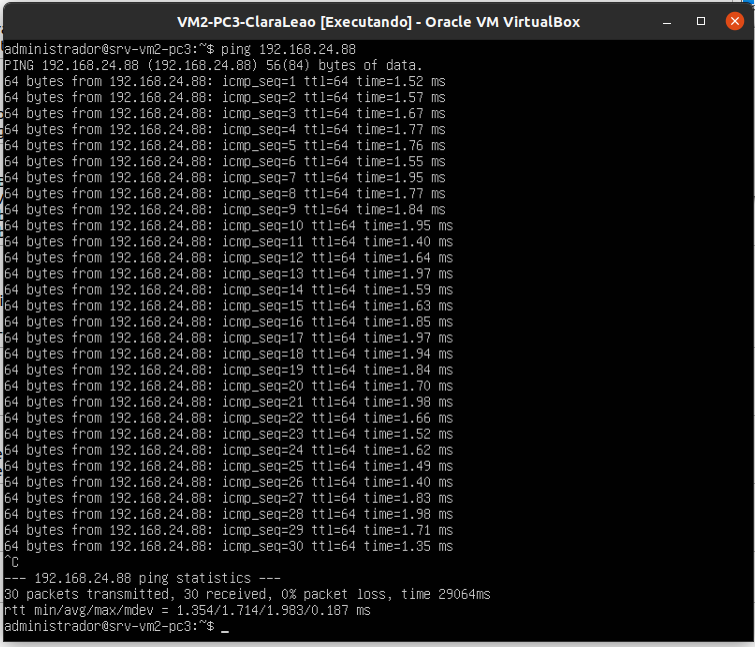 VM2-PC3-ClaraLeao [Executando] - Oracle VM VirtualBox
administrador@srv-vm2-pc3:~$ ping 192.168.24.88
PING 192.168.24.88 (192.168.24.88) 56(84) bytes of data.
64 bytes from 192.168.24.88: icmp_seq=1 ttl=64 time=1.52 ms
64 bytes from 192.168.24.88: icmp_seq=2 ttl=64 time=1.57 ms
64 bytes from 192.168.24.88: icmp_seq=3 ttl=64 time=1.67 ms
64 bytes from 192.168.24.88: icmp_seq=4 ttl=64 time=1.77 ms
64 bytes from 192.168.24.88: icmp_seq=5 ttl=64 time=1.76 ms
64 bytes from 192.168.24.88: icmp_seq=6 ttl=64 time=1.55 ms
64 bytes from 192.168.24.88: icmp_seq=7 ttl=64 time=1.95 ms
64 bytes from 192.168.24.88: icmp_seq=8 ttl=64 time=1.77 ms
64 bytes from 192.168.24.88: icmp_seq=9 ttl=64 time=1.84 ms
64 bytes from 192.168.24.88: icmp_seq=10 ttl=64 time=1.95 ms
64 bytes from 192.168.24.88: icmp_seq=11 ttl=64 time=1.40 ms
64 bytes from 192.168.24.88: icmp_seq=12 ttl=64 time=1.64 ms
64 bytes from 192.168.24.88: icmp_seq=13 ttl=64 time=1.97 ms
64 bytes from 192.168.24.88: icmp_seq=14 ttl=64 time=1.59 ms
64 bytes from 192.168.24.88: icmp_seq=15 ttl=64 time=1.63 ms
64 bytes from 192.168.24.88: icmp_seq=16 ttl=64 time=1.85 ms
64 bytes from 192.168.24.88: icmp_seq=17 ttl=64 time=1.97 ms
64 bytes from 192.168.24.88: icmp_seq=18 ttl=64 time=1.94 ms
64 bytes from 192.168.24.88: icmp_seq=19 ttl=64 time=1.84 ms
64 bytes from 192.168.24.88: icmp_seq=20 ttl=64 time=1.70 ms
64 bytes from 192.168.24.88: icmp_seq=21 ttl=64 time=1.98 ms
64 bytes from 192.168.24.88: icmp_seq=22 ttl=64 time=1.66 ms
64 bytes from 192.168.24.88: icmp_seq=23 ttl=64 time=1.52 ms
64 bytes from 192.168.24.88: icmp_seq=24 ttl=64 time=1.62 ms
64 bytes from 192.168.24.88: icmp_seq=25 ttl=64 time=1.49 ms
64 bytes from 192.168.24.88: icmp_seq=26 ttl=64 time=1.40 ms
64 bytes from 192.168.24.88: icmp_seq=27 ttl=64 time=1.83 ms
64 bytes from 192.168.24.88: icmp_seq=28 ttl=64 time=1.98 ms
64 bytes from 192.168.24.88: icmp_seq=29 ttl=64 time=1.71 ms
64 bytes from 192.168.24.88: icmp_seq=30 ttl=64 time=1.35 ms
^C
--- 192.168.24.88 ping statistics ---
30 packets transmitted, 30 received, 0% packet loss, time 29064ms
rtt min/avg/max/mdev = 1.354/1.714/1.983/0.187 ms
administrador@srv-vm2-pc3:~$ _